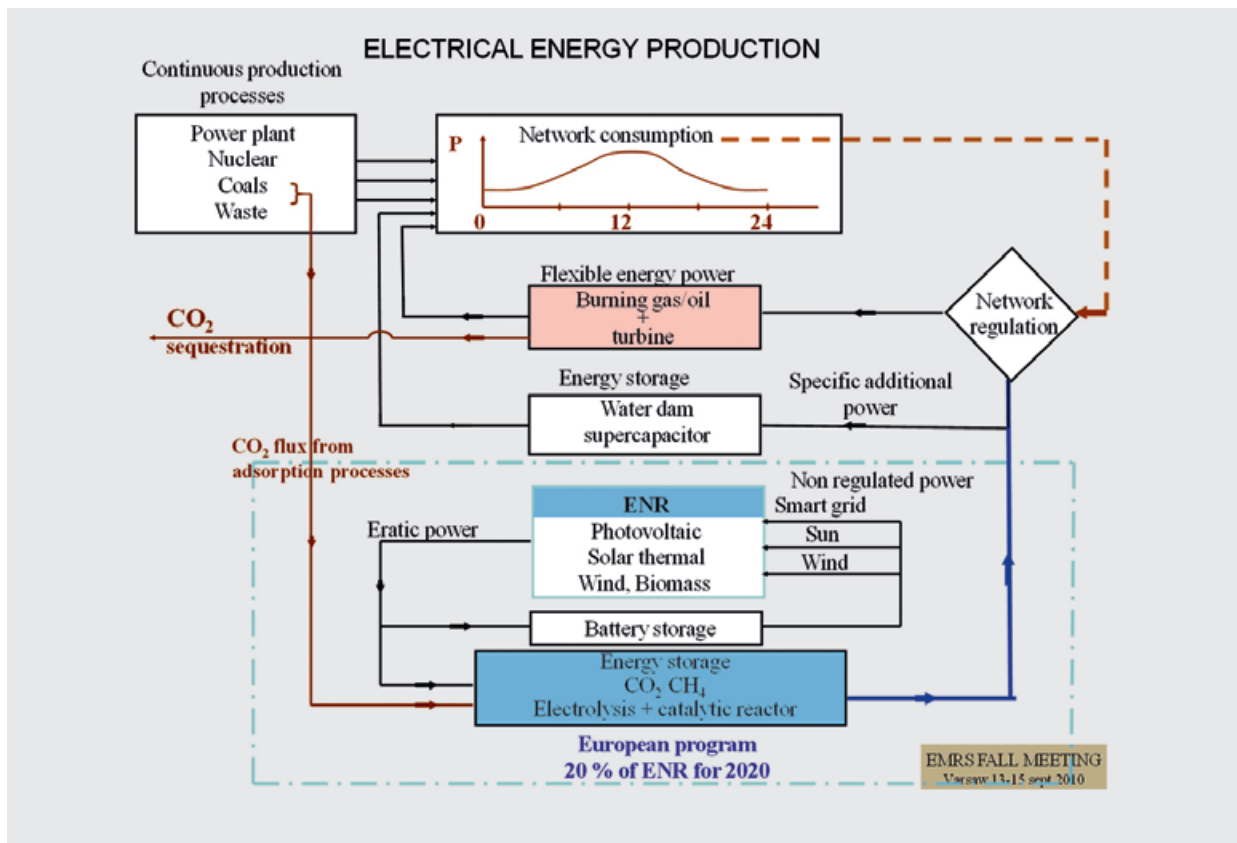 ELECTRICAL ENERGY PRODUCTION
Continuous production
processes
Power plant
Nuclear
Coals
Waste
Network consumption
P
0
12
24
Flexible energy power
Burning gas/oil
+
turbine
Network
regulation
CO₂
sequestration
Energy storage
Water dam
supercapacitor
Specific additional
power
CO₂ flux from
adsorption processes
Non regulated power
Smart grid
Sun
Wind
ENR
Photovoltaic
Solar thermal
Wind, Biomass
Eratic power
Battery storage
Energy storage
CO₂ CH₄
Electrolysis + catalytic reactor
European program
20 % of ENR for 2020
EMRS FALL MEETING
Varsaw 13-15 sept 2010